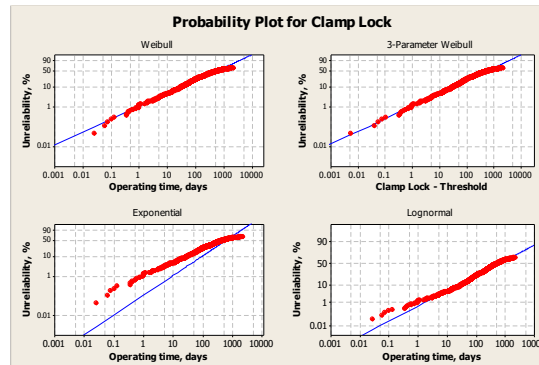 Probability Plot for Clamp Lock
Weibull
3-Parameter Weibull
Unreliability, %
90
50
10
1
0.01
0.001 0.01 0.1 1 10 100 1000 10000
Operating time, days
Unreliability, %
90
50
10
1
0.01
0.001 0.01 0.1 1 10 100 1000 10000
Clamp Lock - Threshold
Exponential
Lognormal
Unreliability, %
90
50
10
1
0.01
0.001 0.01 0.1 1 10 100 1000 10000
Operating time, days
Unreliability, %
90
50
10
1
0.01
0.001 0.01 0.1 1 10 100 1000 10000
Operating time, days